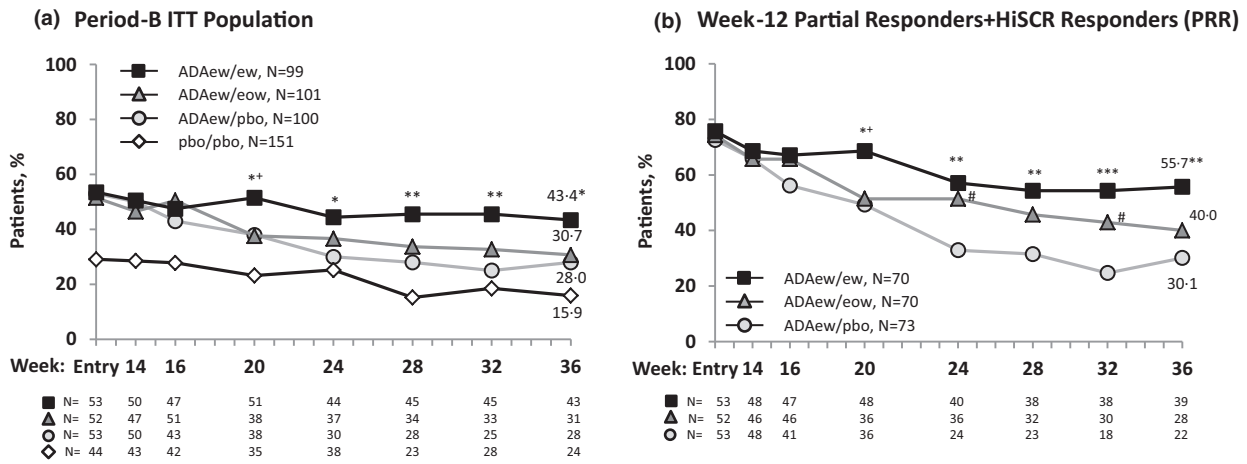 (a) Period-B ITT Population
100
80
60
40
20
0
Patients, %
ADAew/ew, N=99
ADAew/eow, N=101
ADAew/pbo, N=100
pbo/pbo, N=151
*+
*
**
**
43·4*
30·7
28·0
15·9
Week: Entry 14 16 20 24 28 32 36
N= 53 50 47 51 44 45 45 43
N= 52 47 51 38 37 34 33 31
N= 53 50 43 38 30 28 25 28
N= 44 43 42 35 38 23 28 24
(b) Week-12 Partial Responders+HiSCR Responders (PRR)
100
80
60
40
20
0
Patients, %
*+
**
**
***
55·7**
#
#
40·0
30·1
ADAew/ew, N=70
ADAew/eow, N=70
ADAew/pbo, N=73
Week: Entry 14 16 20 24 28 32 36
N= 53 48 47 48 40 38 38 39
N= 52 46 46 36 36 32 30 28
N= 53 48 41 36 24 23 18 22